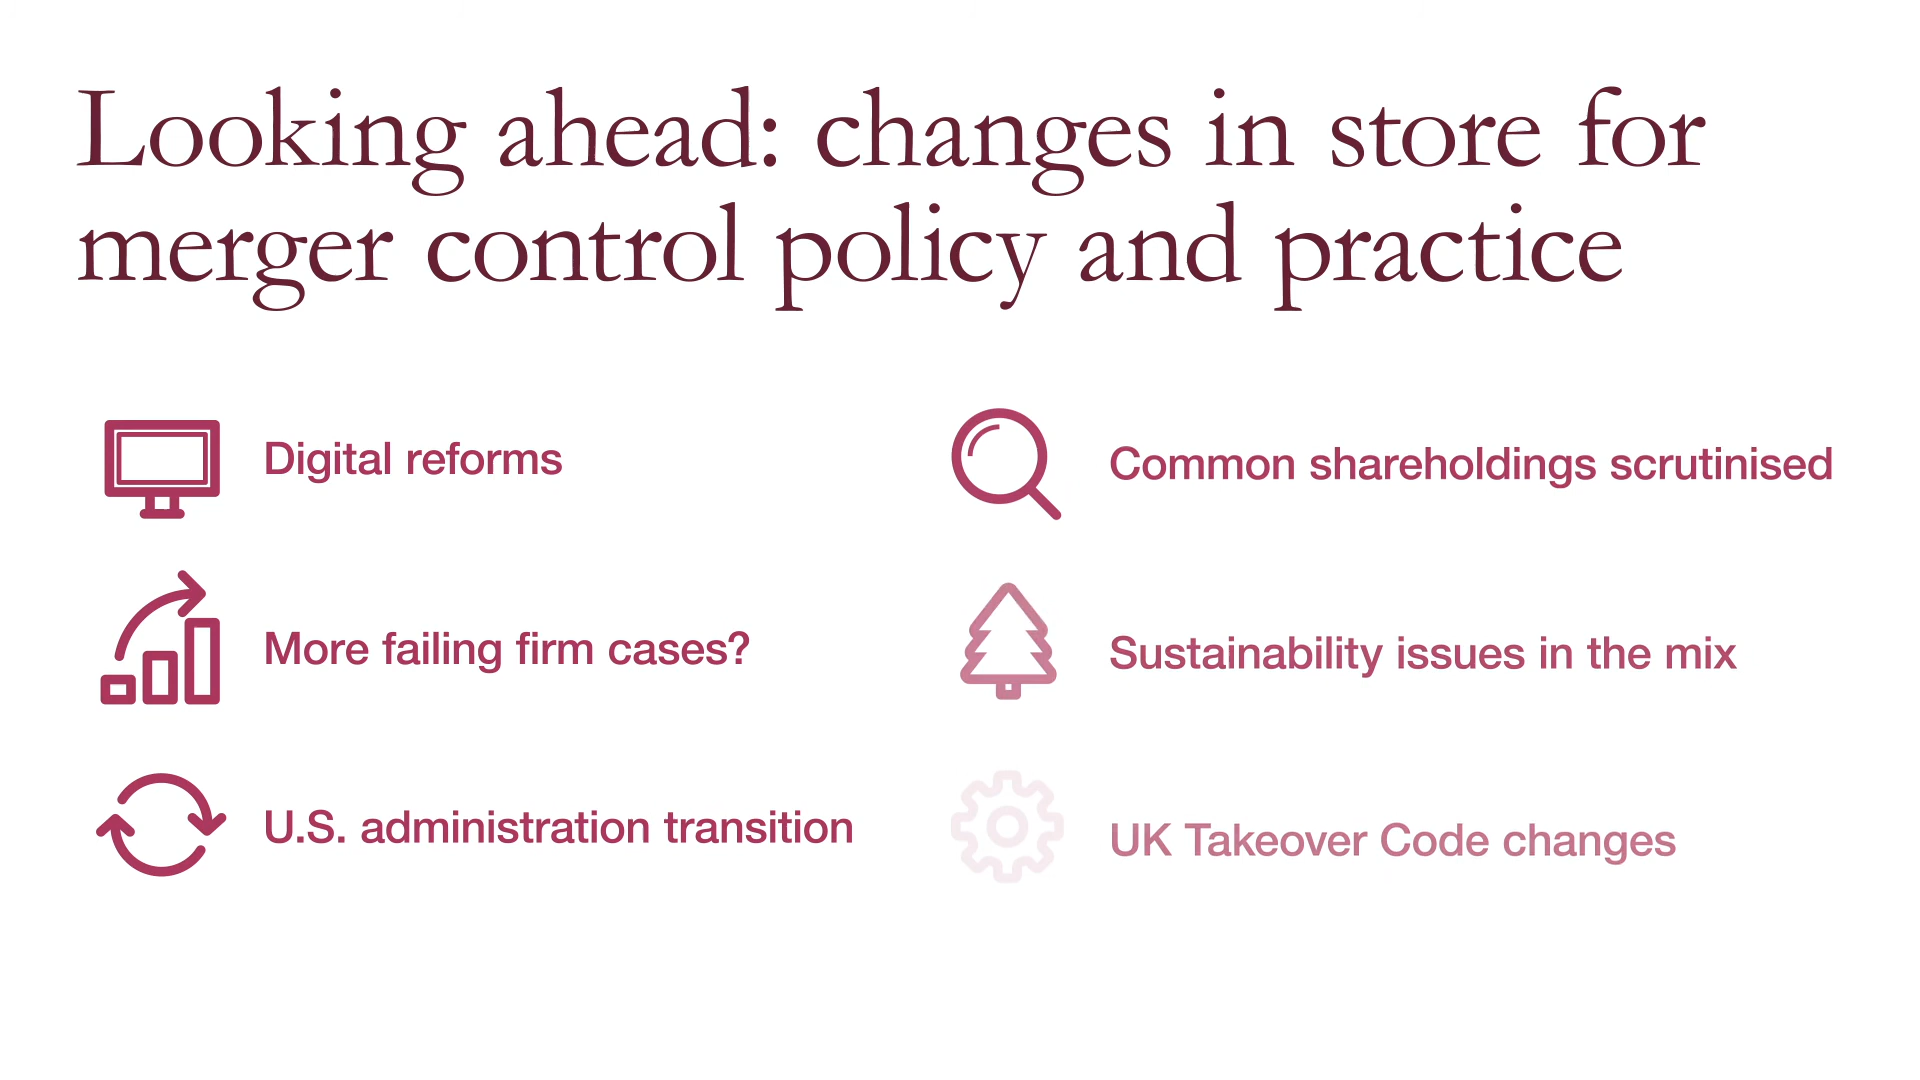 Looking ahead: changes in store for
merger control policy and practice
Digital reforms
More failing firm cases?
U.S. administration transition
Common shareholdings scrutinised
Sustainability issues in the mix
UK Takeover Code changes